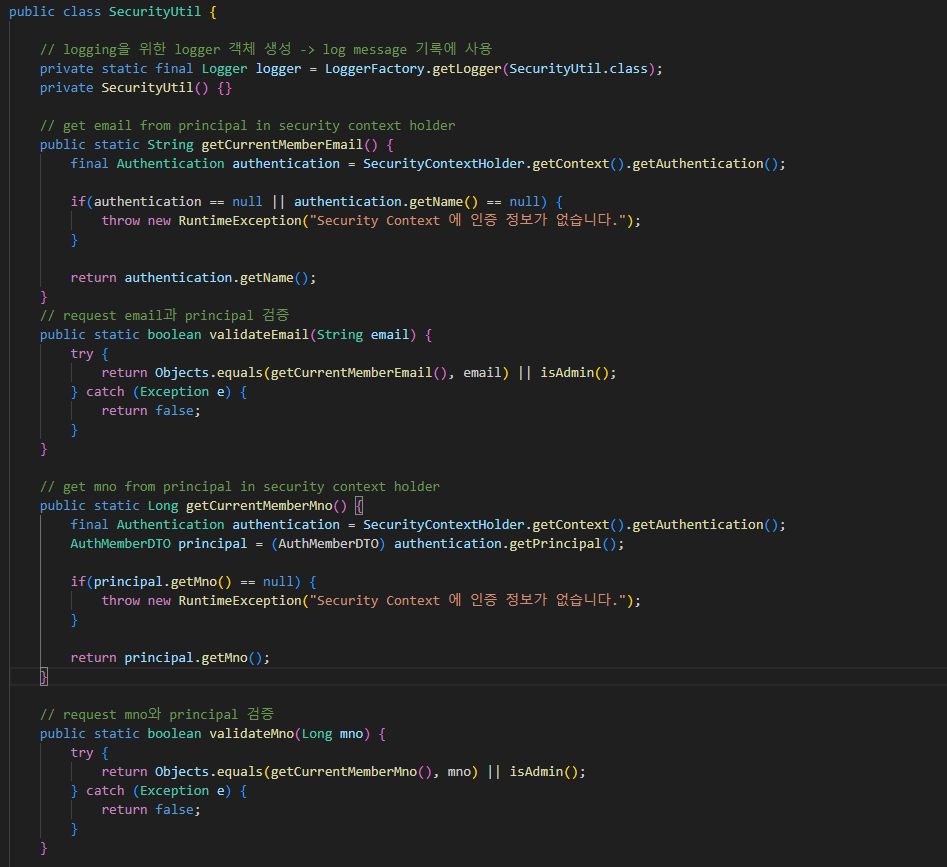 public class SecurityUtil {
// logging을 위한 logger 객체 생성 -> log message 기록에 사용
private static final Logger logger = LoggerFactory.getLogger(SecurityUtil.class);
private SecurityUtil() {}
// get email from principal in security context holder
public static String getCurrentMemberEmail() {
final Authentication authentication = SecurityContextHolder.getContext().getAuthentication();
if(authentication == null || authentication.getName() == null) {
throw new RuntimeException("Security Context 에 인증 정보가 없습니다.");
}
return authentication.getName();
}
// request email과 principal 검증
public static boolean validateEmail(String email) {
try {
return Objects.equals(getCurrentMemberEmail(), email) || isAdmin();
} catch (Exception e) {
return false;
}
}
// get mno from principal in security context holder
public static Long getCurrentMemberMno() {
final Authentication authentication = SecurityContextHolder.getContext().getAuthentication();
AuthMemberDTO principal = (AuthMemberDTO) authentication.getPrincipal();
if(principal.getMno() == null) {
throw new RuntimeException("Security Context 에 인증 정보가 없습니다.");
}
return principal.getMno();
}
// request mno와 principal 검증
public static boolean validateMno(Long mno) {
try {
return Objects.equals(getCurrentMemberMno(), mno) || isAdmin();
} catch (Exception e) {
return false;
}
}